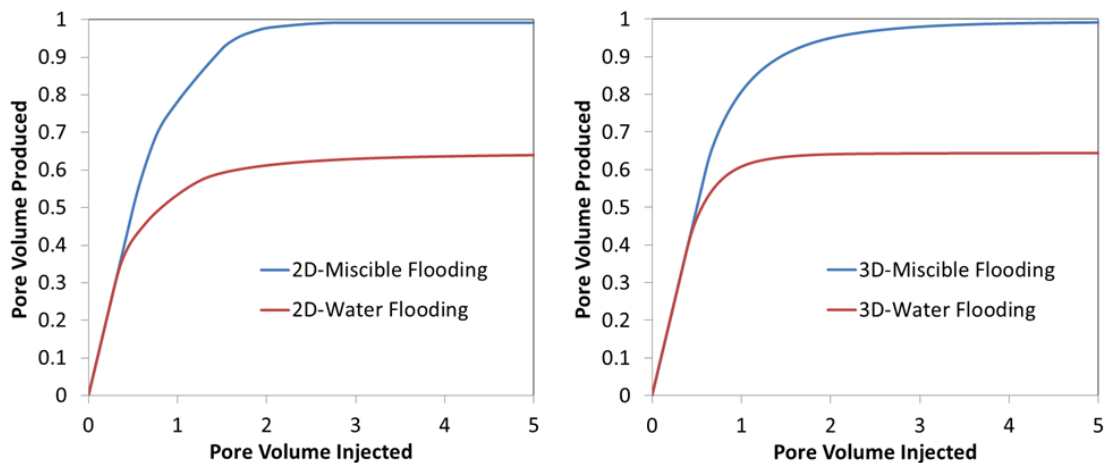 1
0.9
0.8
0.7
0.6
0.5
0.4
0.3
0.2
0.1
0
Pore Volume Produced
2D-Miscible Flooding
2D-Water Flooding
0 1 2 3 4 5
Pore Volume Injected
1
0.9
0.8
0.7
0.6
0.5
0.4
0.3
0.2
0.1
0
Pore Volume Produced
3D-Miscible Flooding
3D-Water Flooding
0 1 2 3 4 5
Pore Volume Injected